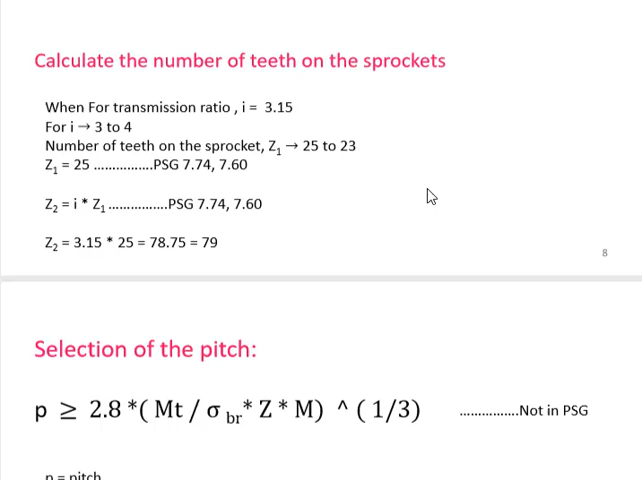 Calculate the number of teeth on the sprockets
When For transmission ratio , i = 3.15
For i → 3 to 4
Number of teeth on the sprocket, Z₁ → 25 to 23
Z₁ = 25 ................PSG 7.74, 7.60
Z₂ = i * Z₁ ................PSG 7.74, 7.60
Z₂ = 3.15 * 25 = 78.75 = 79
8
Selection of the pitch:
p ≥ 2.8 *( Mt / σ br* Z * M) ^ ( 1/3) ................Not in PSG
p = pitch